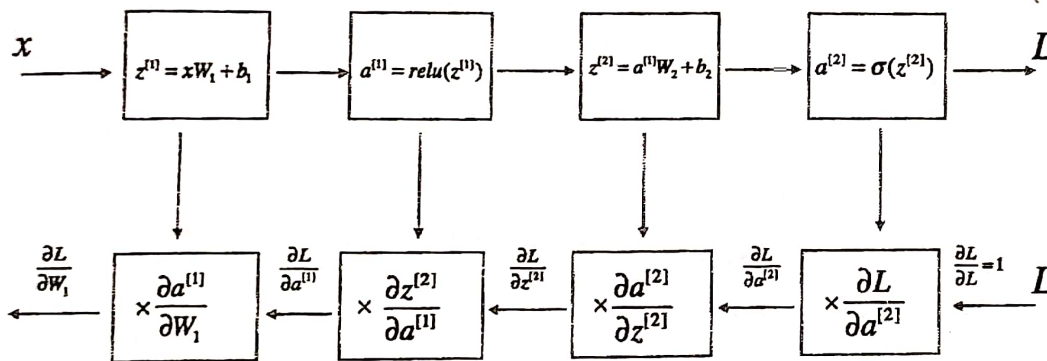 x
z^{[1]} = xW_1 + b_1
a^{[1]} = relu(z^{[1]})
z^{[2]} = a^{[1]}W_2 + b_2
a^{[2]} = σ(z^{[2]})
L
∂L/∂W_1
× ∂a^{[1]}/∂W_1
∂L/∂a^{[1]}
× ∂z^{[2]}/∂a^{[1]}
∂L/∂z^{[2]}
× ∂a^{[2]}/∂z^{[2]}
∂L/∂a^{[2]}
× ∂L/∂a^{[2]}
∂L/∂L = 1
L